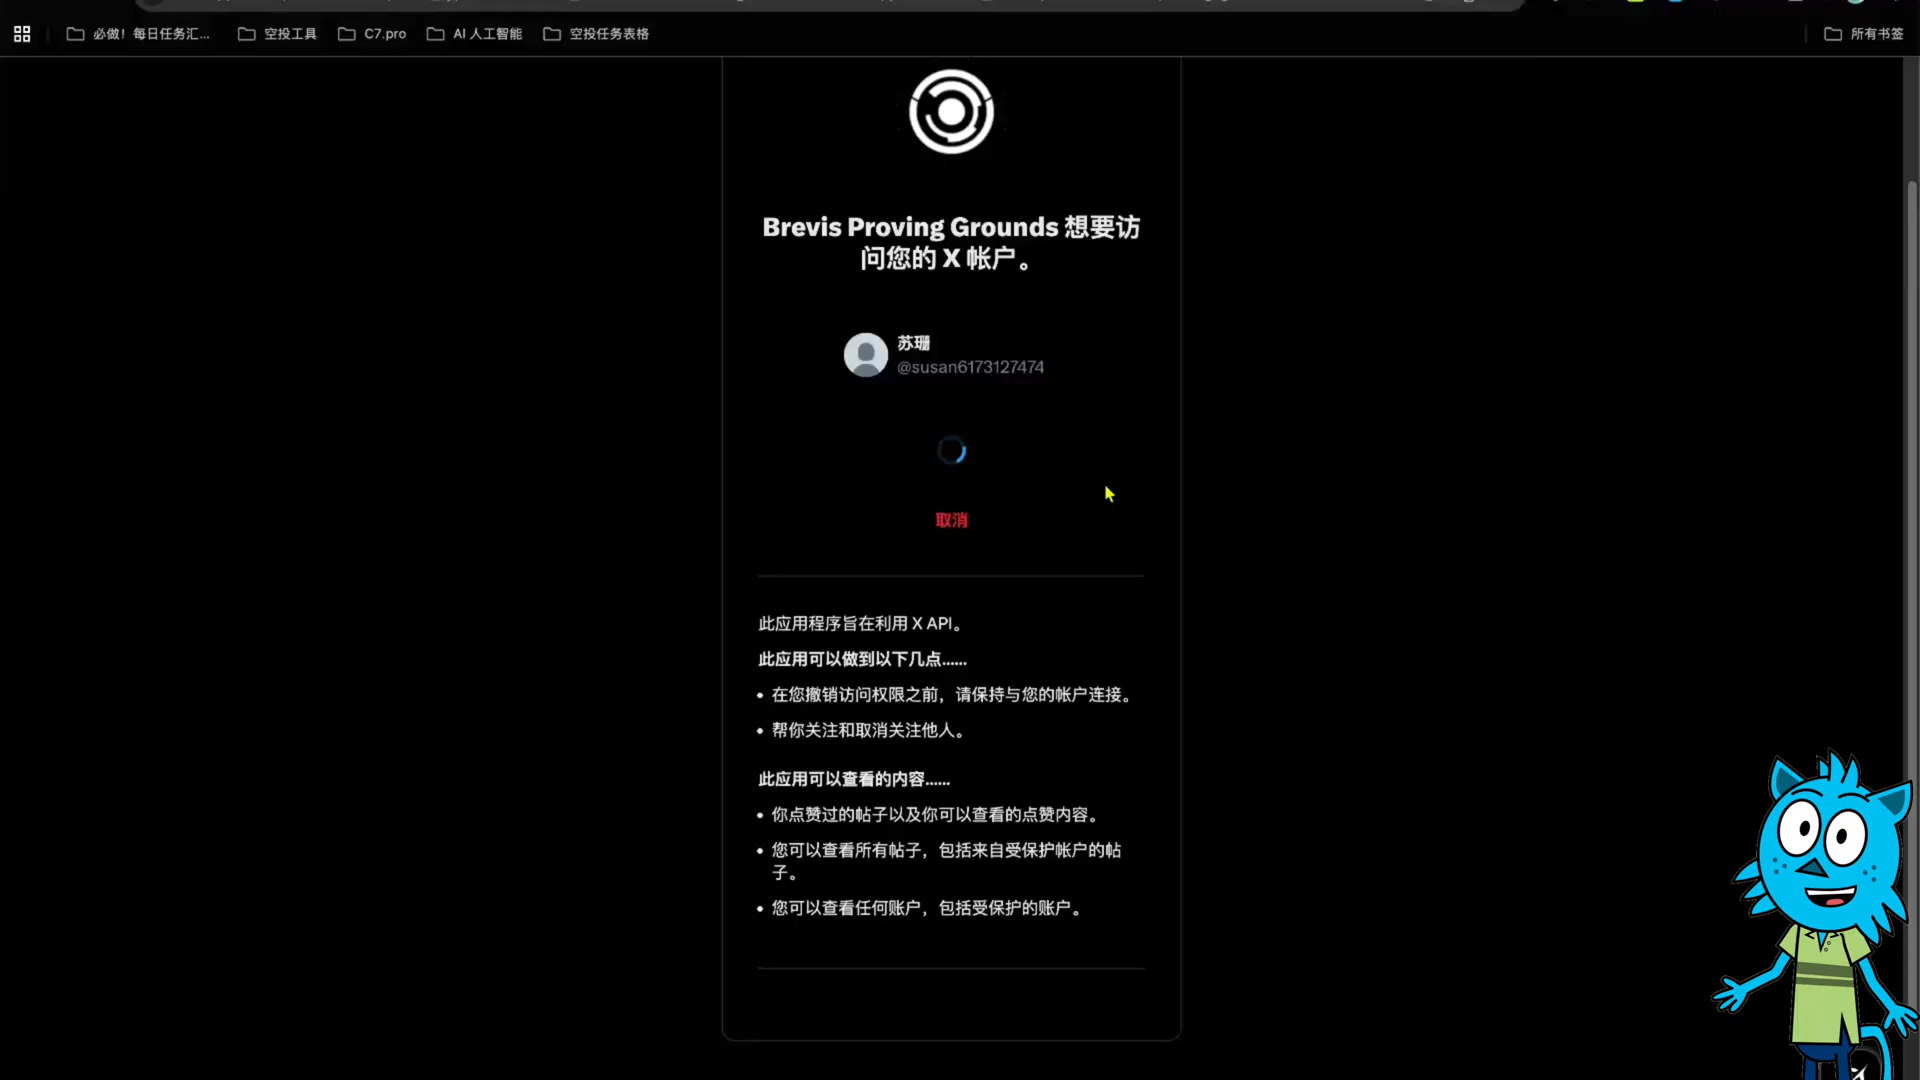 必做！每日任务汇... 空投工具 C7.pro AI 人工智能 空投任务表格 所有书签
Brevis Proving Grounds 想要访
问您的 X 帐户。
苏珊
@susan6173127474
取消
此应用程序旨在利用 X API。
此应用可以做到以下几点......
• 在您撤销访问权限之前，请保持与您的帐户连接。
• 帮你关注和取消关注他人。
此应用可以查看的内容......
• 你点赞过的帖子以及你可以查看的点赞内容。
• 您可以查看所有帖子，包括来自受保护帐户的帖
子。
• 您可以查看任何账户，包括受保护的账户。